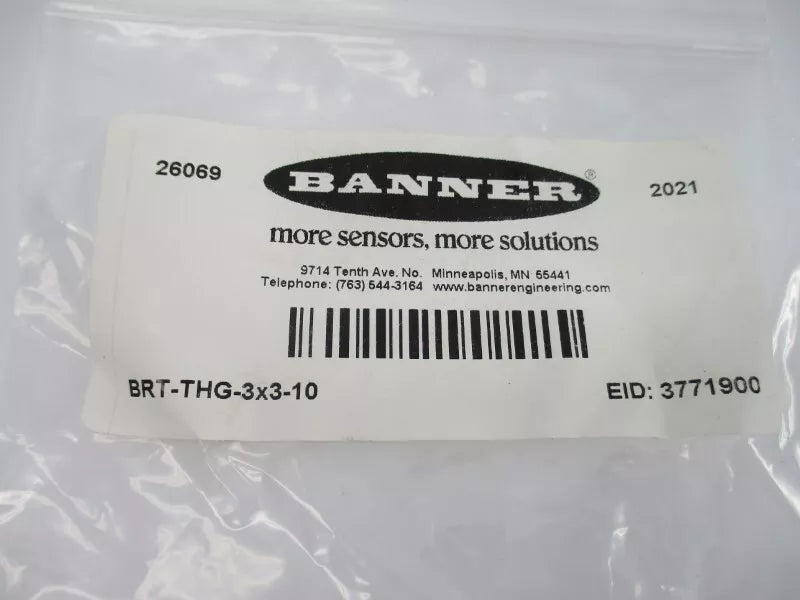 26069
BANNER®
2021
more sensors, more solutions
9714 Tenth Ave. No. Minneapolis, MN 55441
Telephone: (763) 544-3164 www.bannerengineering.com
BRT-THG-3x3-10
EID: 3771900